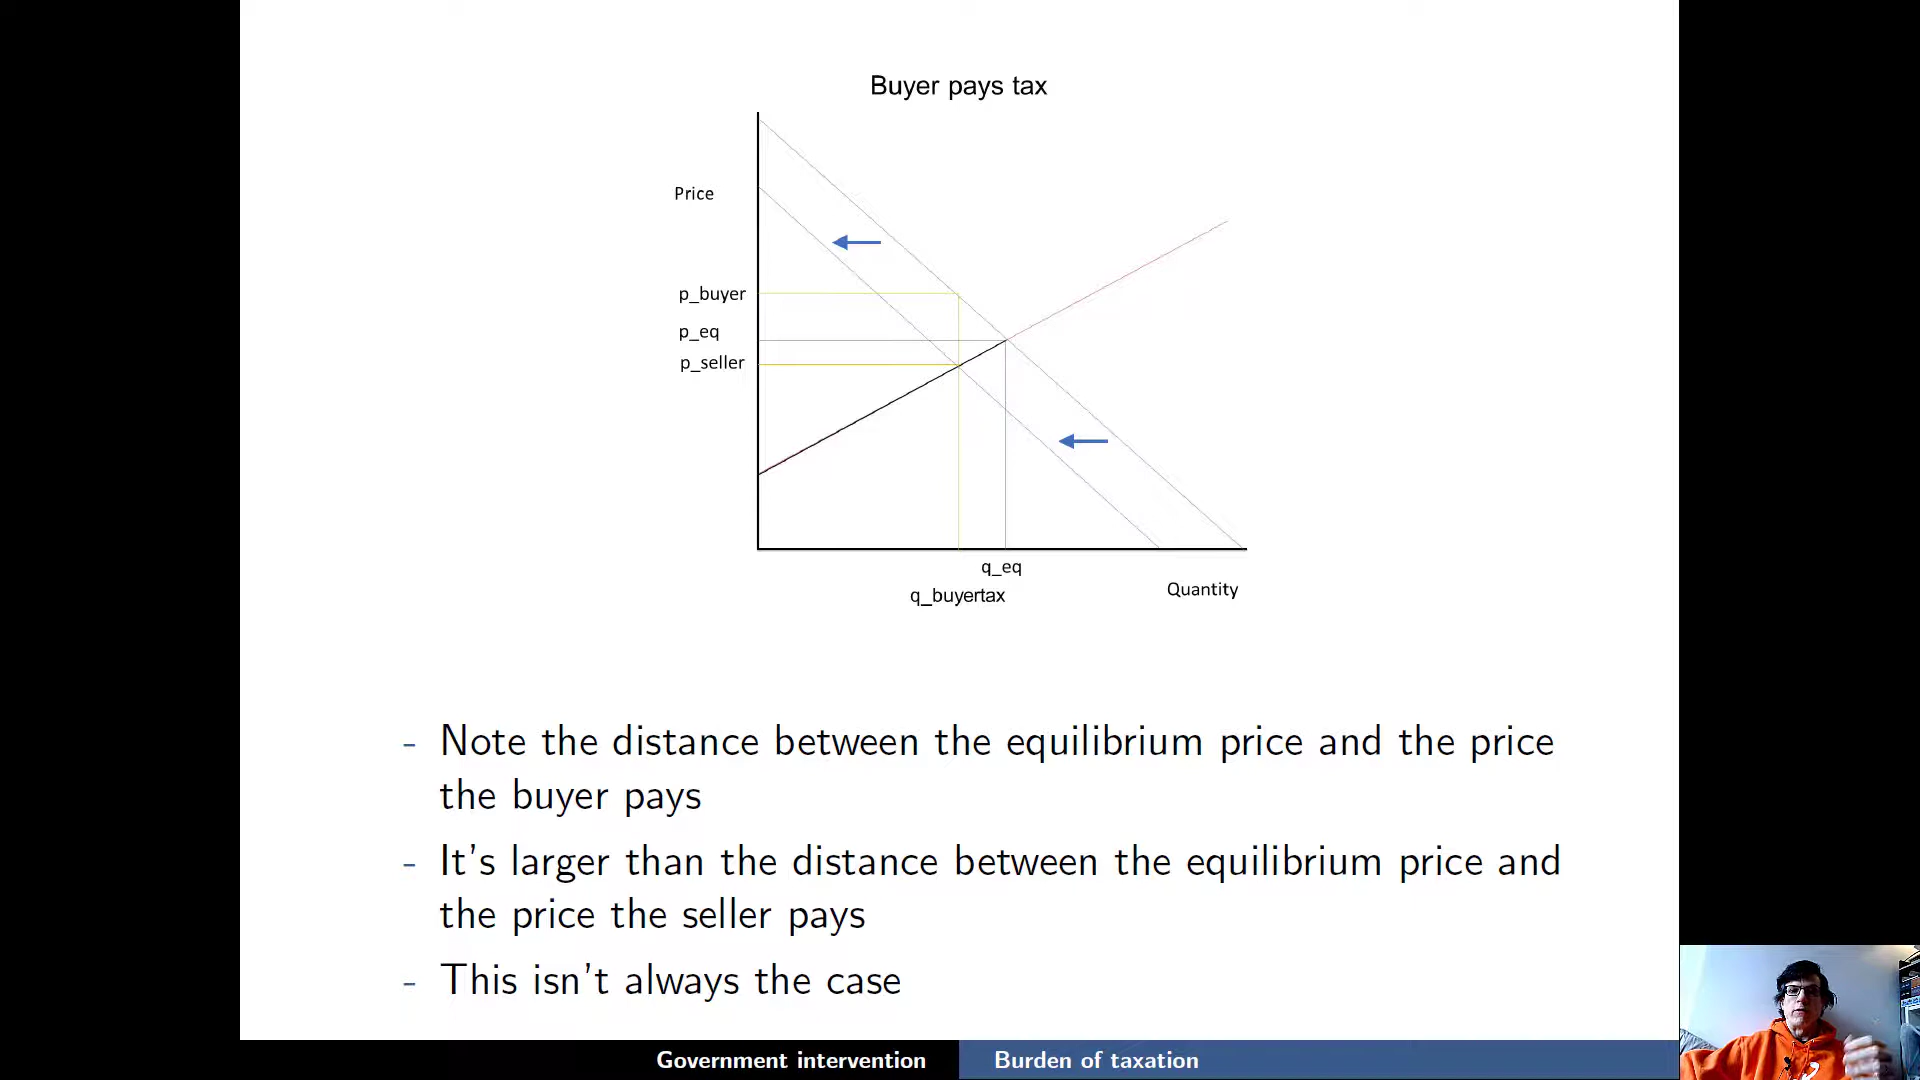 Buyer pays tax
Price
p_buyer
p_eq
p_seller
q_eq
q_buyertax
Quantity
- Note the distance between the equilibrium price and the price
the buyer pays
- It's larger than the distance between the equilibrium price and
the price the seller pays
- This isn't always the case
Government intervention
Burden of taxation